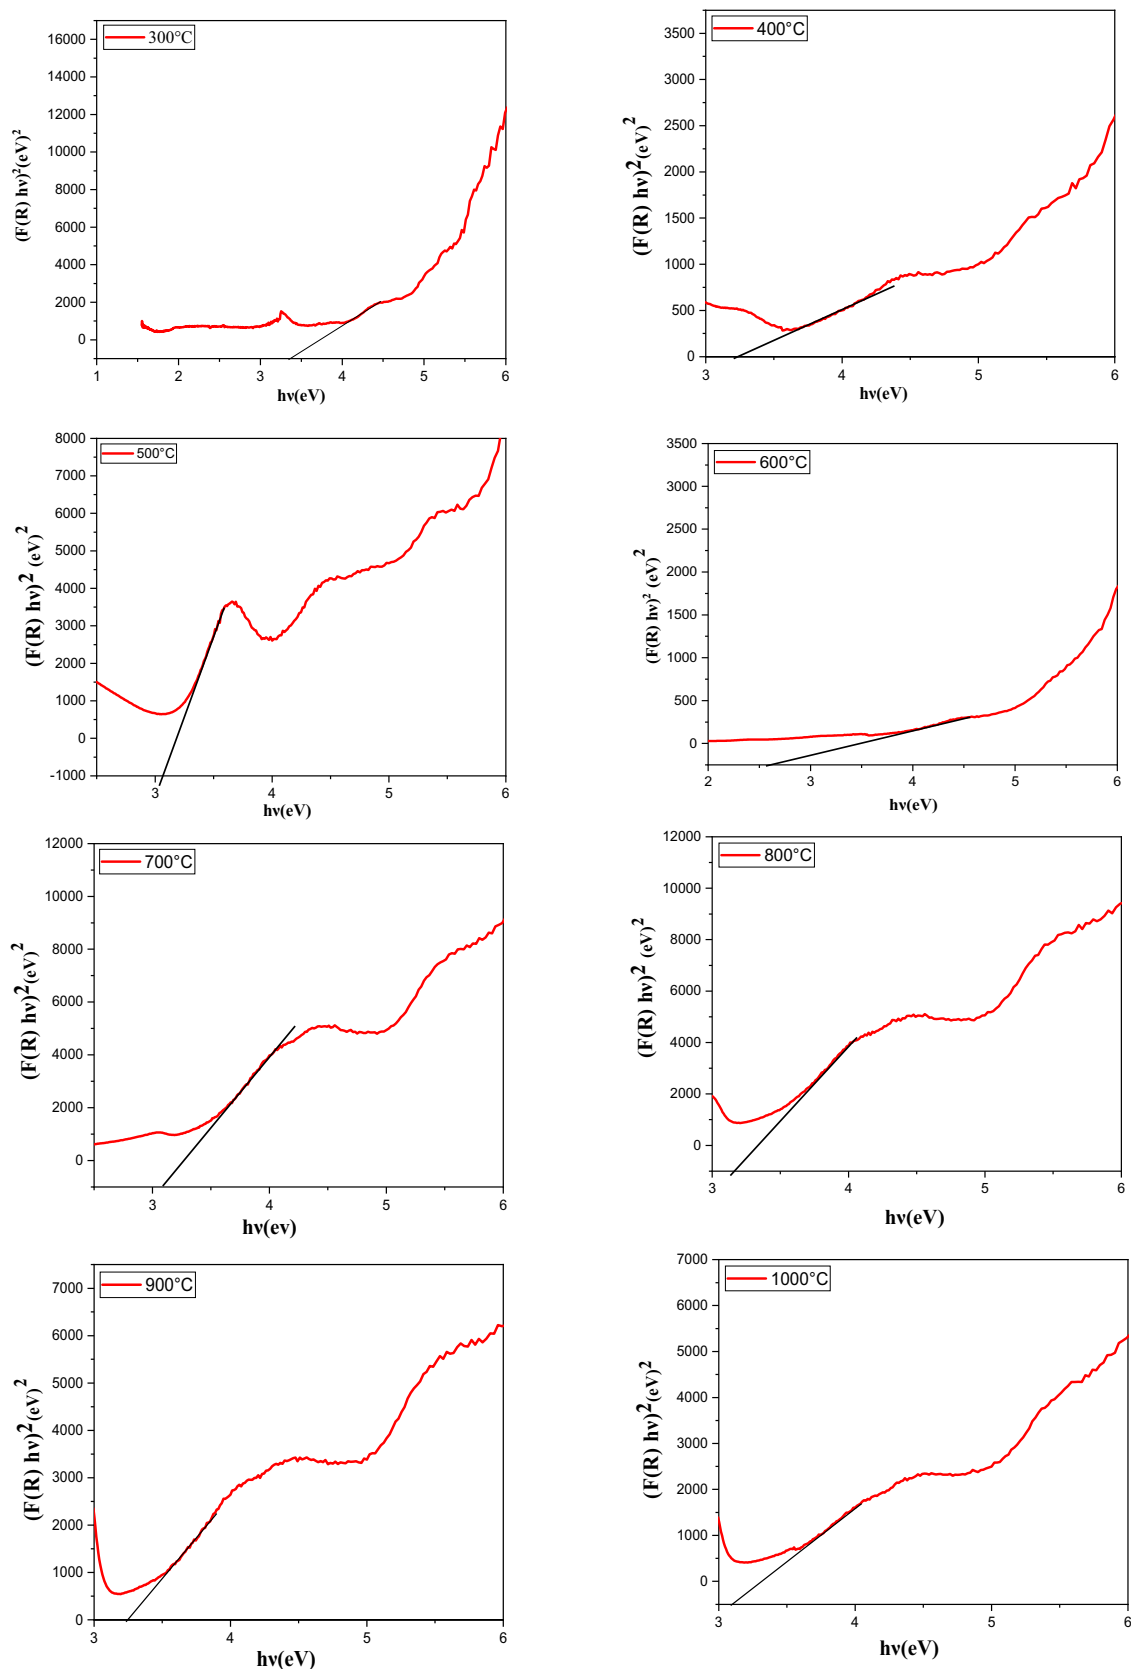 300°C
16000
14000
12000
10000
8000
6000
4000
2000
0
1 2 3 4 5 6
(F(R) hν)²(eV)²
hν(eV)
400°C
3500
3000
2500
2000
1500
1000
500
0
3 4 5 6
(F(R) hν)²(eV)²
hν(eV)
500°C
8000
7000
6000
5000
4000
3000
2000
1000
0
-1000
3 4 5 6
(F(R) hν)² (eV)²
hν(eV)
600°C
3500
3000
2500
2000
1500
1000
500
0
2 3 4 5 6
(F(R) hν)² (eV)²
hν(eV)
700°C
12000
10000
8000
6000
4000
2000
0
3 4 5 6
(F(R) hν)²(eV)²
hν(ev)
800°C
12000
10000
8000
6000
4000
2000
0
3 4 5 6
(F(R) hν)² (eV)²
hν(eV)
900°C
7000
6000
5000
4000
3000
2000
1000
0
3 4 5 6
(F(R) hν)²(eV)²
hν(eV)
1000°C
7000
6000
5000
4000
3000
2000
1000
0
3 4 5 6
(F(R) hν)²(eV)²
hν(eV)